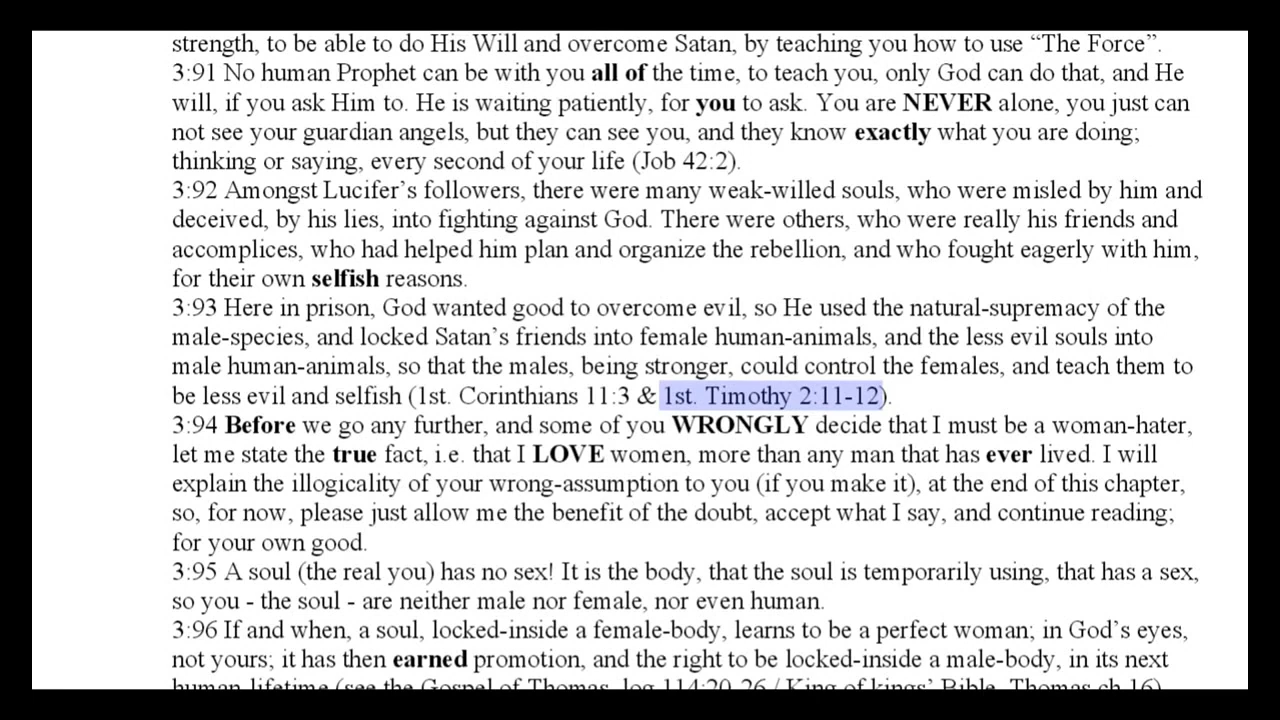 strength, to be able to do His Will and overcome Satan, by teaching you how to use “The Force”.
3:91 No human Prophet can be with you all of the time, to teach you, only God can do that, and He
will, if you ask Him to. He is waiting patiently, for you to ask. You are NEVER alone, you just can
not see your guardian angels, but they can see you, and they know exactly what you are doing;
thinking or saying, every second of your life (Job 42:2).
3:92 Amongst Lucifer’s followers, there were many weak-willed souls, who were misled by him and
deceived, by his lies, into fighting against God. There were others, who were really his friends and
accomplices, who had helped him plan and organize the rebellion, and who fought eagerly with him,
for their own selfish reasons.
3:93 Here in prison, God wanted good to overcome evil, so He used the natural-supremacy of the
male-species, and locked Satan’s friends into female human-animals, and the less evil souls into
male human-animals, so that the males, being stronger, could control the females, and teach them to
be less evil and selfish (1st. Corinthians 11:3 & 1st. Timothy 2:11-12).
3:94 Before we go any further, and some of you WRONGLY decide that I must be a woman-hater,
let me state the true fact, i.e. that I LOVE women, more than any man that has ever lived. I will
explain the illogicality of your wrong-assumption to you (if you make it), at the end of this chapter,
so, for now, please just allow me the benefit of the doubt, accept what I say, and continue reading;
for your own good.
3:95 A soul (the real you) has no sex! It is the body, that the soul is temporarily using, that has a sex,
so you - the soul - are neither male nor female, nor even human.
3:96 If and when, a soul, locked-inside a female-body, learns to be a perfect woman; in God’s eyes,
not yours; it has then earned promotion, and the right to be locked-inside a male-body, in its next
human lifetime (see the Gospel of Thomas, log 114:20-26 / King of kings’ Bible, Thomas ch 16)